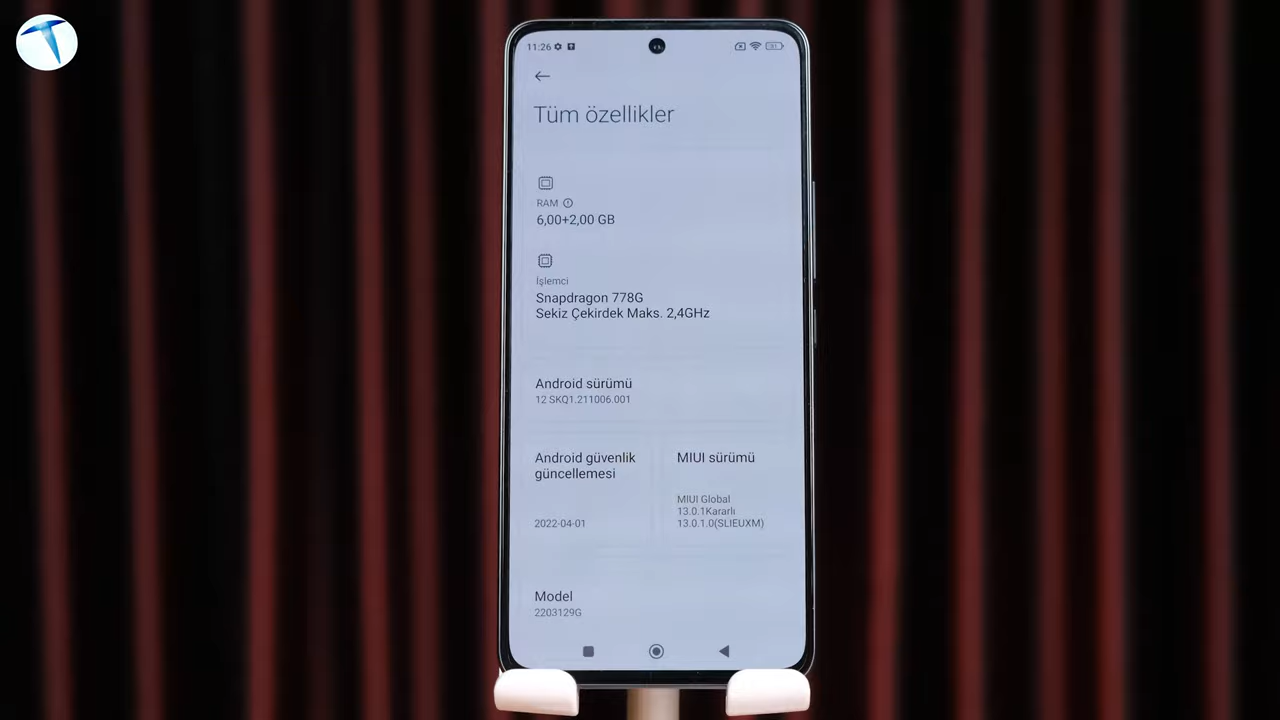 11:26
Tüm özellikler
RAM
6,00+2,00 GB
İşlemci
Snapdragon 778G
Sekiz Çekirdek Maks. 2,4GHz
Android sürümü
12 SKQ1.211006.001
Android güvenlik
güncellemesi
2022-04-01
MIUI sürümü
MIUI Global
13.0.1Kararlı
13.0.1.0(SLIEUXM)
Model
2203129G